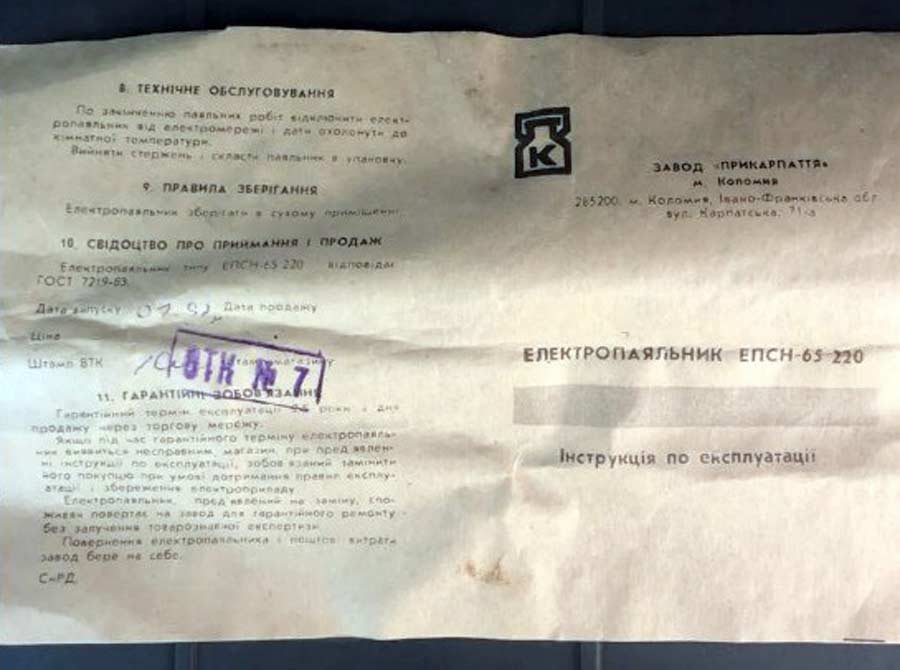 8. ТЕХНІЧНЕ ОБСЛУГОВУВАННЯ
По закінченню паяльних робіт відключити елект-
ропаяльник від електромережі і дати охолонути до
кімнатної температури.
Вийняти стержень і скласти паяльник в упаковку.
9. ПРАВИЛА ЗБЕРІГАННЯ
Електропаяльник зберігати в сухому приміщенні.
10. СВІДОЦТВО ПРО ПРИЙМАННЯ І ПРОДАЖ
Електропаяльник типу ЕПСН-65 220 відповідає
ГОСТ 7219-83.
Дата випуску Дата продажу
Ціна
Штамп ВТК магазину
ВТК № 7
11. ГАРАНТІЙНІ ЗОБОВ'ЯЗАННЯ
Гарантійний термін експлуатації роки з дня
продажу через торгову мережу.
Якщо під час гарантійного терміну електропаяль-
ник виявиться несправним, магазин, при пред'явлен-
ні інструкції по експлуатації, зобов'язаний замінити
його покупцю при умові дотримання правил експлу-
атації і збереження електроприладу.
Електропаяльник, пред'явлений на заміну, спо-
живач повертає на завод для гарантійного ремонту
без залучення товарознавчої експертизи.
Повернення електропаяльника і поштові витрати
завод бере на себе.
СиРД.
ПК
ЗАВОД «ПРИКАРПАТТЯ»
м. Коломия
285200, м. Коломия, Івано-Франківська обл.
вул. Карпатська, 21-а
ЕЛЕКТРОПАЯЛЬНИК ЕПСН-65 220
Інструкція по експлуатації